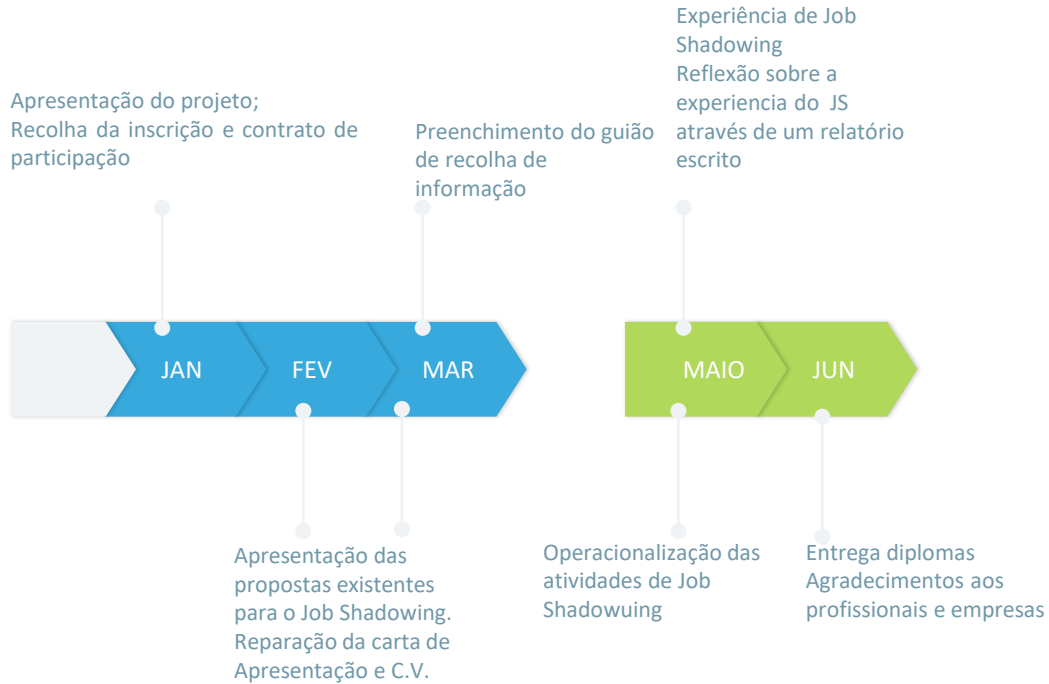 Experiência de Job
Shadowing
Reflexão sobre a
experiencia do JS
através de um relatório
escrito
Apresentação do projeto;
Recolha da inscrição e contrato de
participação
Preenchimento do guião
de recolha de
informação
JAN
FEV
MAR
MAIO
JUN
Apresentação das
propostas existentes
para o Job Shadowing.
Reparação da carta de
Apresentação e C.V.
Operacionalização das
atividades de Job
Shadowuing
Entrega diplomas
Agradecimentos aos
profissionais e empresas